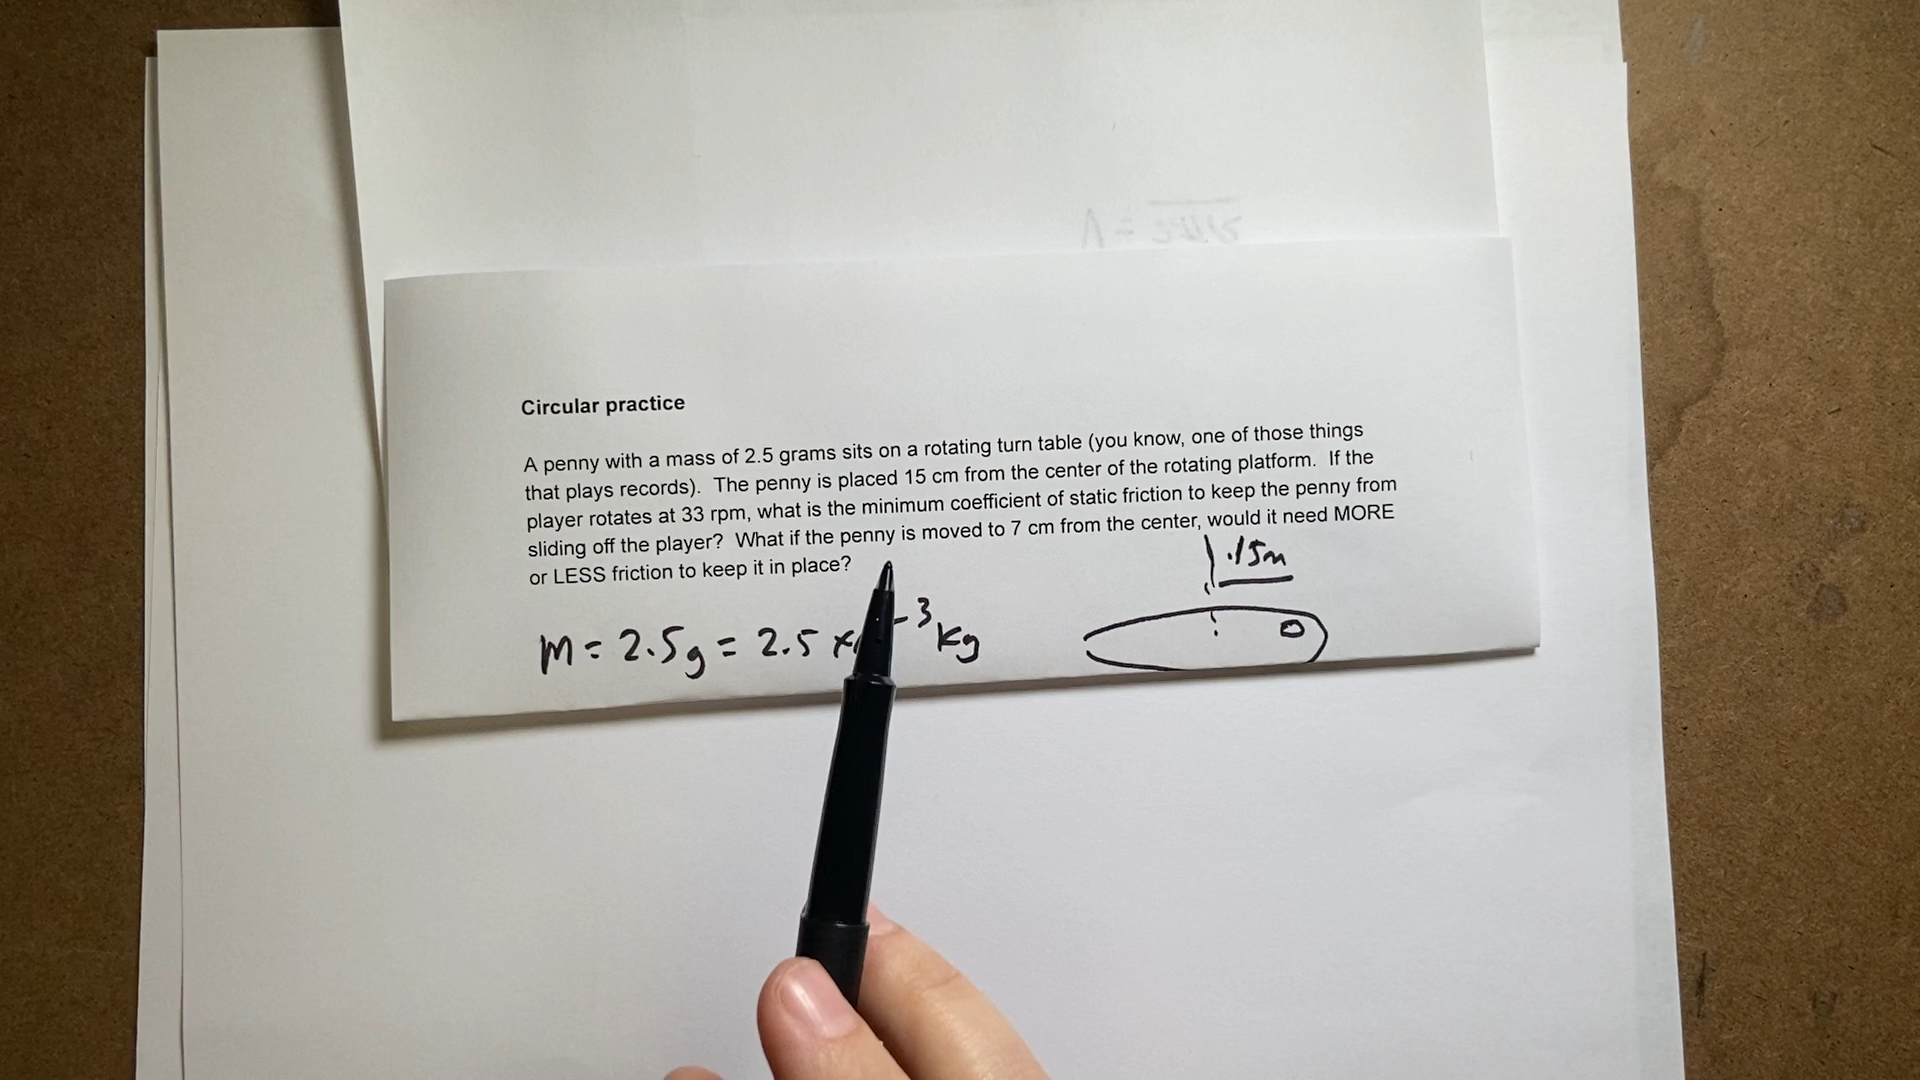 Circular practice
A penny with a mass of 2.5 grams sits on a rotating turn table (you know, one of those things
that plays records). The penny is placed 15 cm from the center of the rotating platform. If the
player rotates at 33 rpm, what is the minimum coefficient of static friction to keep the penny from
sliding off the player? What if the penny is moved to 7 cm from the center, would it need MORE
or LESS friction to keep it in place?
.15m
m = 2.5g = 2.5 x -3 kg